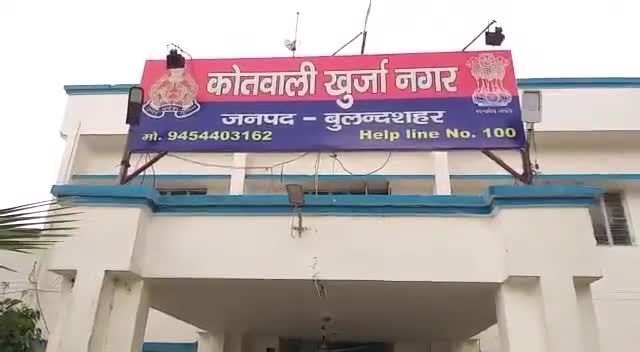 कोतवाली खुर्जा नगर
जनपद - बुलन्दशहर
मो. 9454403162 Help line No. 100